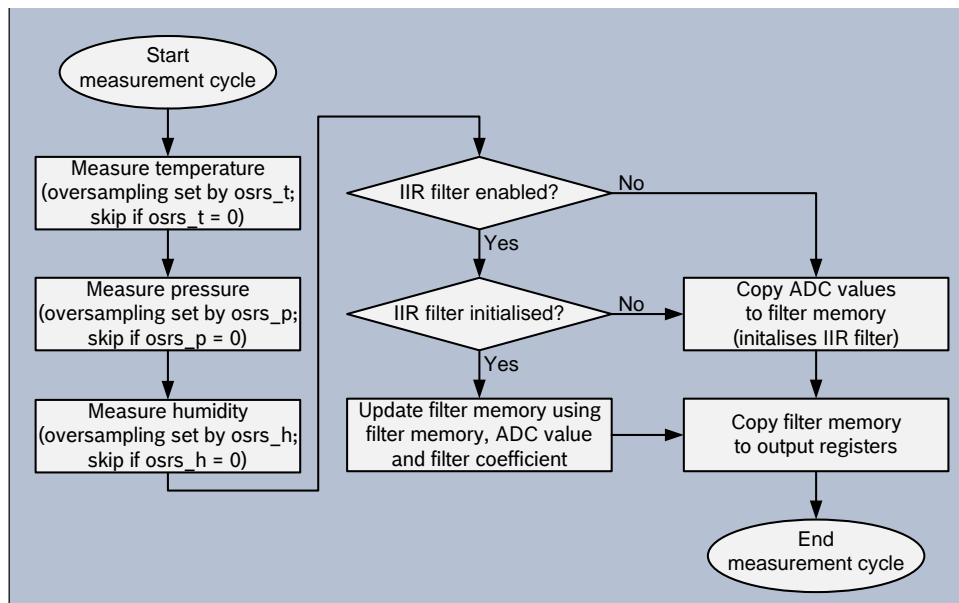 Start
measurement cycle
Measure temperature
(oversampling set by osrs_t;
skip if osrs_t = 0)
Measure pressure
(oversampling set by osrs_p;
skip if osrs_p = 0)
Measure humidity
(oversampling set by osrs_h;
skip if osrs_h = 0)
IIR filter enabled?
No
Yes
IIR filter initialised?
No
Yes
Copy ADC values
to filter memory
(initalises IIR filter)
Update filter memory using
filter memory, ADC value
and filter coefficient
Copy filter memory
to output registers
End
measurement cycle